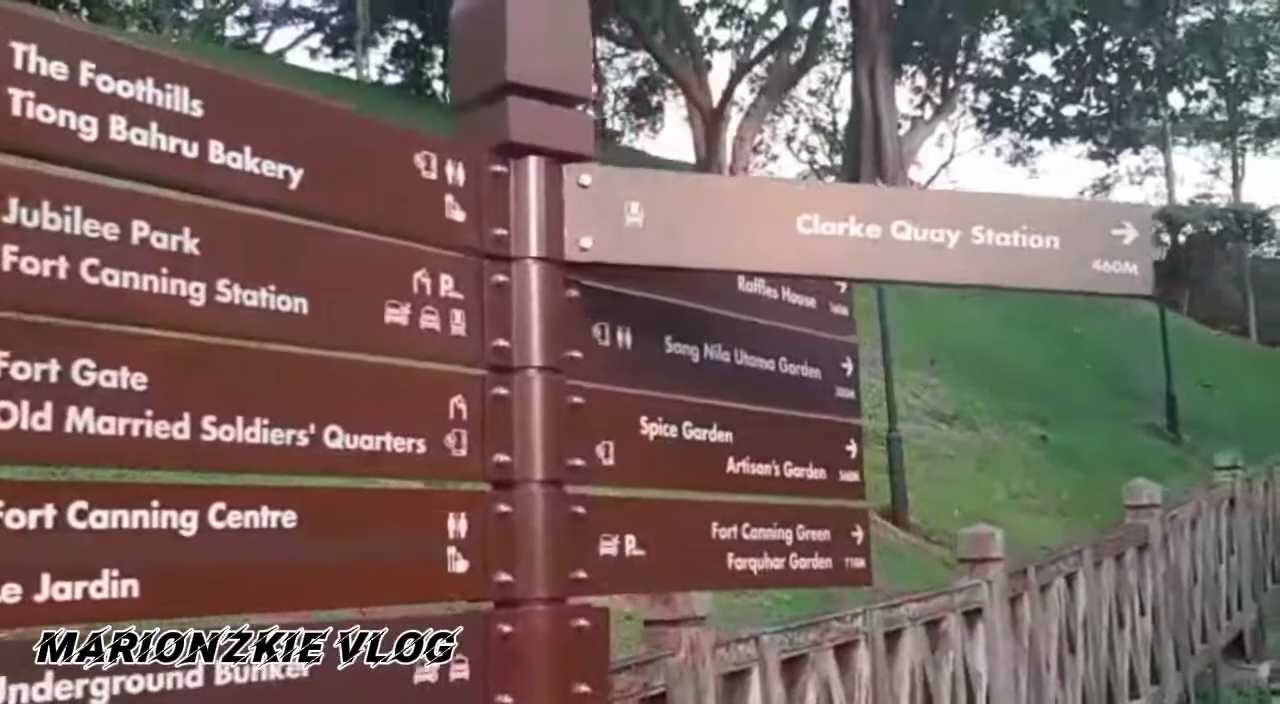 The Foothills
Tiong Bahru Bakery
Jubilee Park
Fort Canning Station
P
Fort Gate
Old Married Soldiers' Quarters
Fort Canning Centre
Le Jardin
Underground Bunker
MARIONZKIE VLOG
Clarke Quay Station
460M
Raffles House
Sang Nila Utama Garden
Spice Garden
Artisan's Garden
P
Fort Canning Green
Farquhar Garden